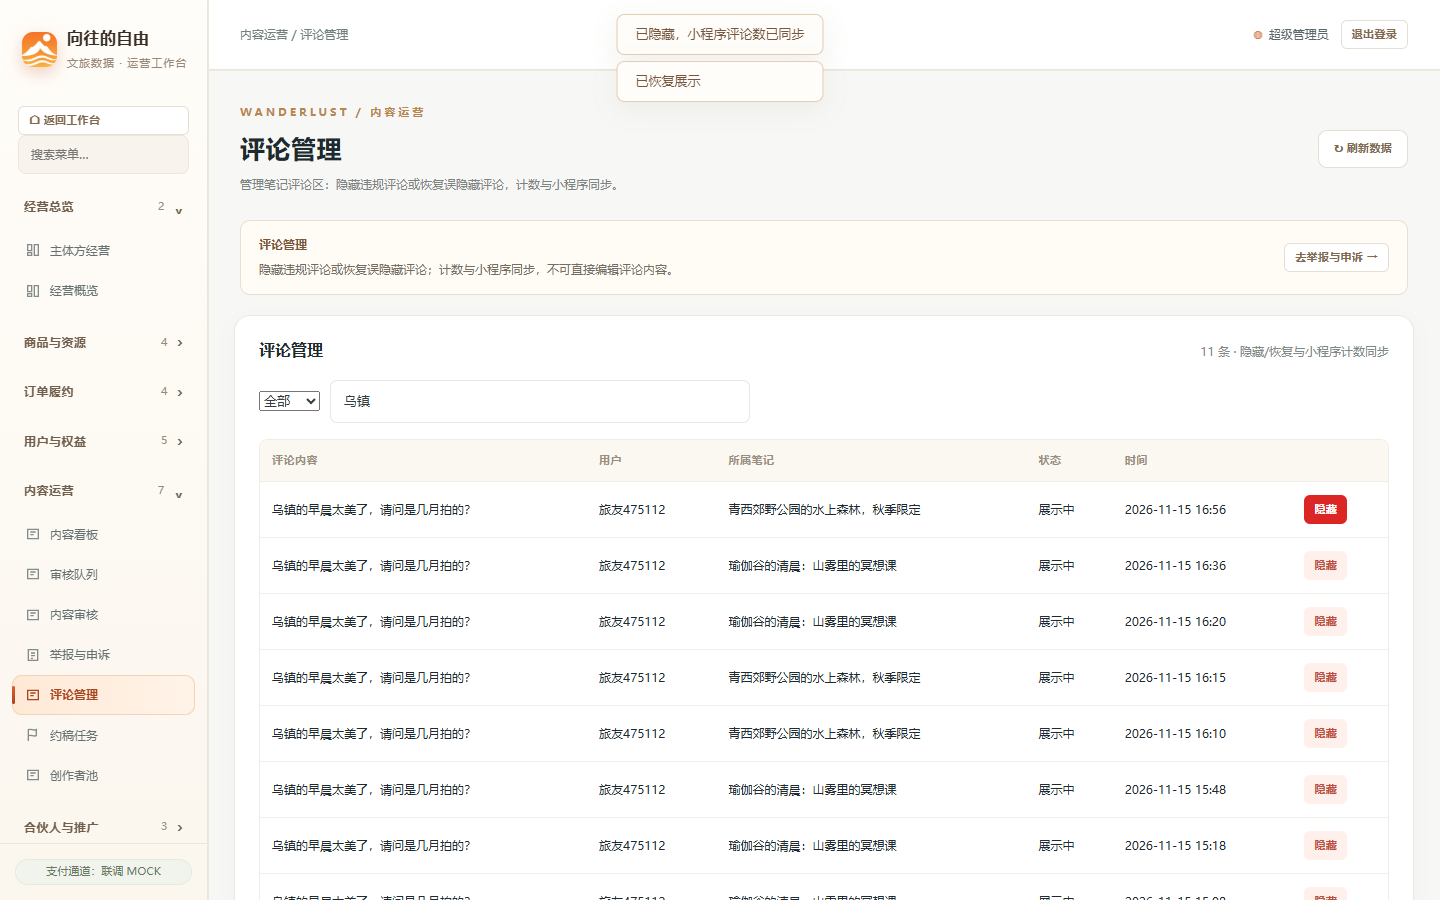 向往的自由
文旅数据 · 运营工作台
返回工作台
搜索菜单...
经营总览 2
主体方经营
经营概览
商品与资源 4
订单履约 4
用户与权益 5
内容运营 7
内容看板
审核队列
内容审核
举报与申诉
评论管理
约稿任务
创作者池
合伙人与推广 3
支付通道：联调 MOCK
内容运营 / 评论管理
已隐藏，小程序评论数已同步
已恢复展示
超级管理员 退出登录
WANDERLUST / 内容运营
评论管理
管理笔记评论区：隐藏违规评论或恢复误隐藏评论，计数与小程序同步。
↻ 刷新数据
评论管理
隐藏违规评论或恢复误隐藏评论；计数与小程序同步，不可直接编辑评论内容。
去举报与申诉 →
评论管理
11 条 · 隐藏/恢复与小程序计数同步
全部 乌镇
评论内容 用户 所属笔记 状态 时间
乌镇的早晨太美了，请问是几月拍的？ 旅友475112 青西郊野公园的水上森林，秋季限定 展示中 2026-11-15 16:56 隐藏
乌镇的早晨太美了，请问是几月拍的？ 旅友475112 瑜伽谷的清晨：山雾里的冥想课 展示中 2026-11-15 16:36 隐藏
乌镇的早晨太美了，请问是几月拍的？ 旅友475112 瑜伽谷的清晨：山雾里的冥想课 展示中 2026-11-15 16:20 隐藏
乌镇的早晨太美了，请问是几月拍的？ 旅友475112 青西郊野公园的水上森林，秋季限定 展示中 2026-11-15 16:15 隐藏
乌镇的早晨太美了，请问是几月拍的？ 旅友475112 青西郊野公园的水上森林，秋季限定 展示中 2026-11-15 16:10 隐藏
乌镇的早晨太美了，请问是几月拍的？ 旅友475112 瑜伽谷的清晨：山雾里的冥想课 展示中 2026-11-15 15:48 隐藏
乌镇的早晨太美了，请问是几月拍的？ 旅友475112 瑜伽谷的清晨：山雾里的冥想课 展示中 2026-11-15 15:18 隐藏